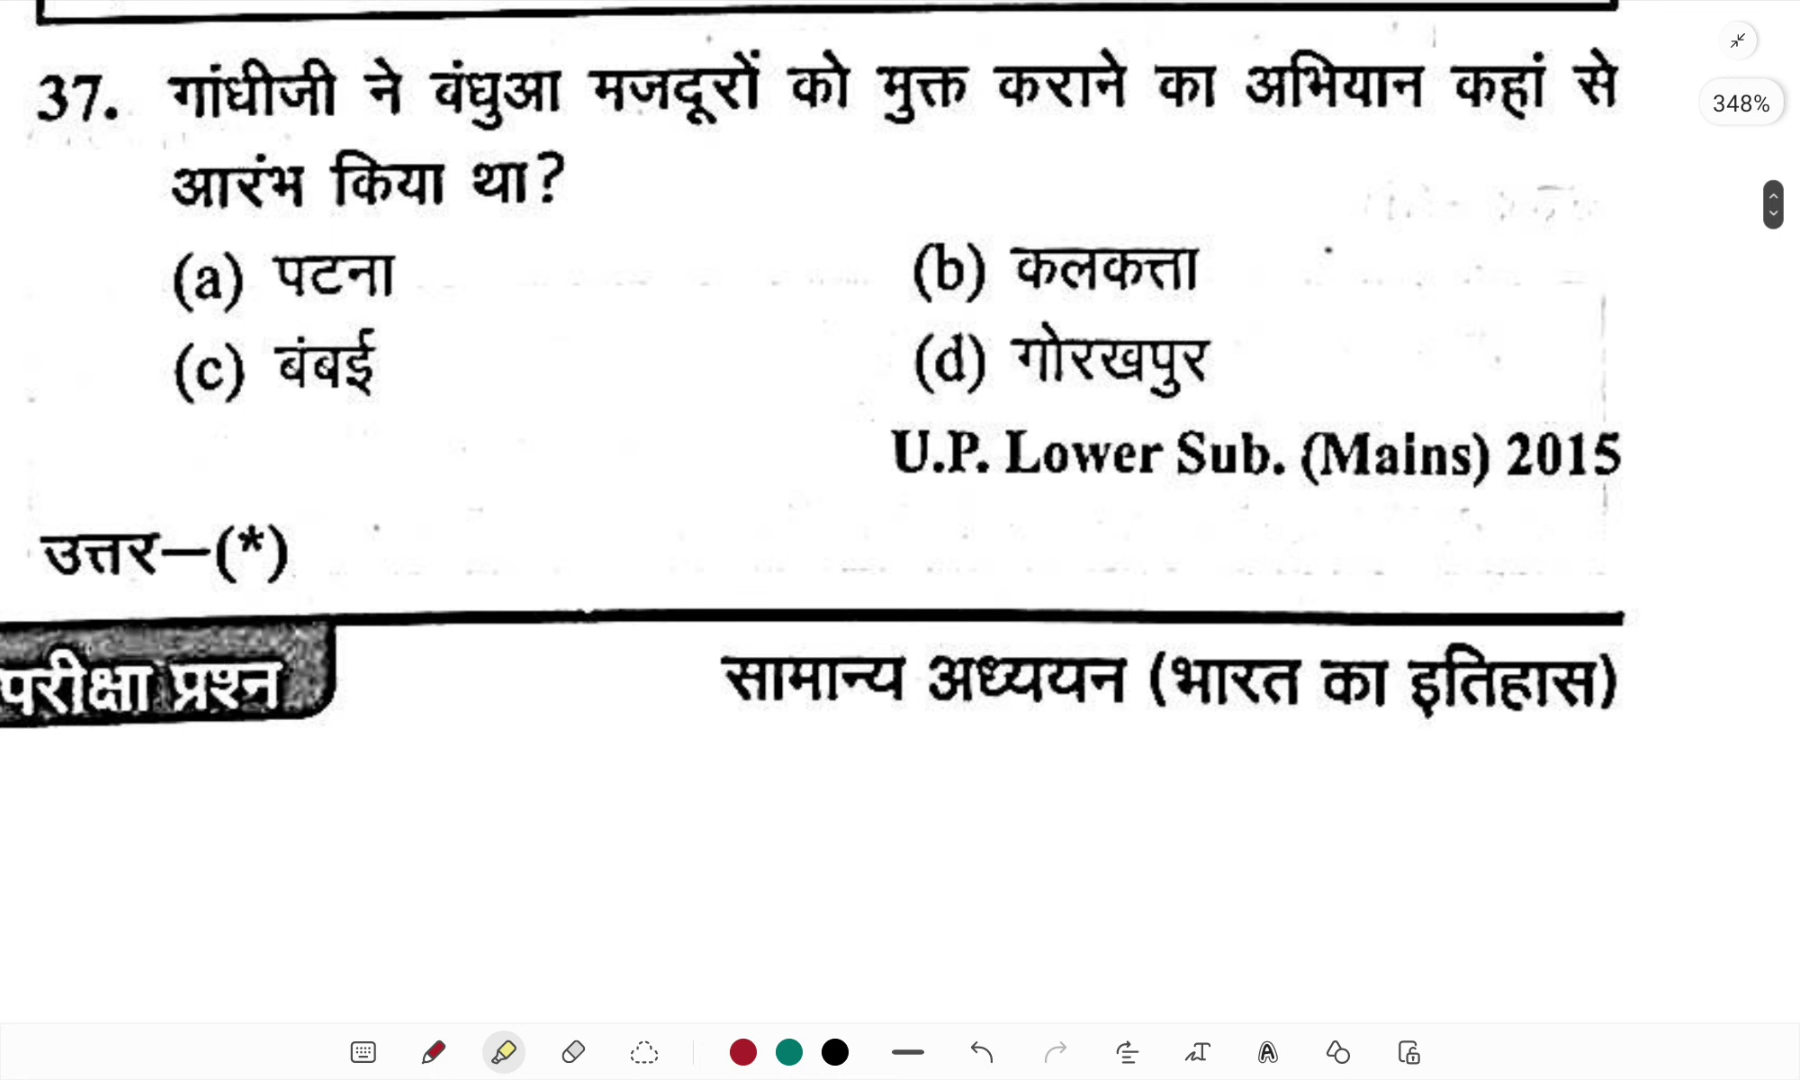 37. गांधीजी ने बंधुआ मजदूरों को मुक्त कराने का अभियान कहां से
आरंभ किया था?
(a) पटना (b) कलकत्ता
(c) बंबई (d) गोरखपुर
U.P. Lower Sub. (Mains) 2015
उत्तर—(*)
परीक्षा प्रश्न सामान्य अध्ययन (भारत का इतिहास)
348%